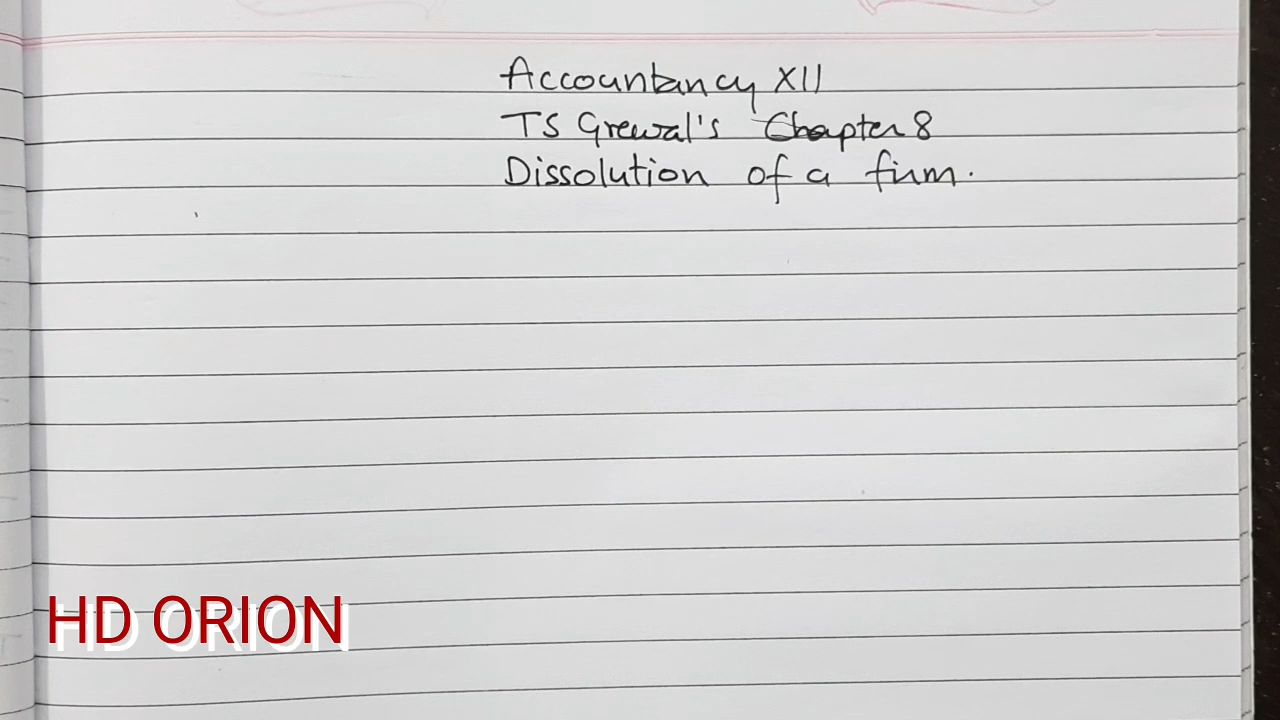 Accountancy XII
TS Grewal's Chapter 8
Dissolution of a firm.
HD ORION